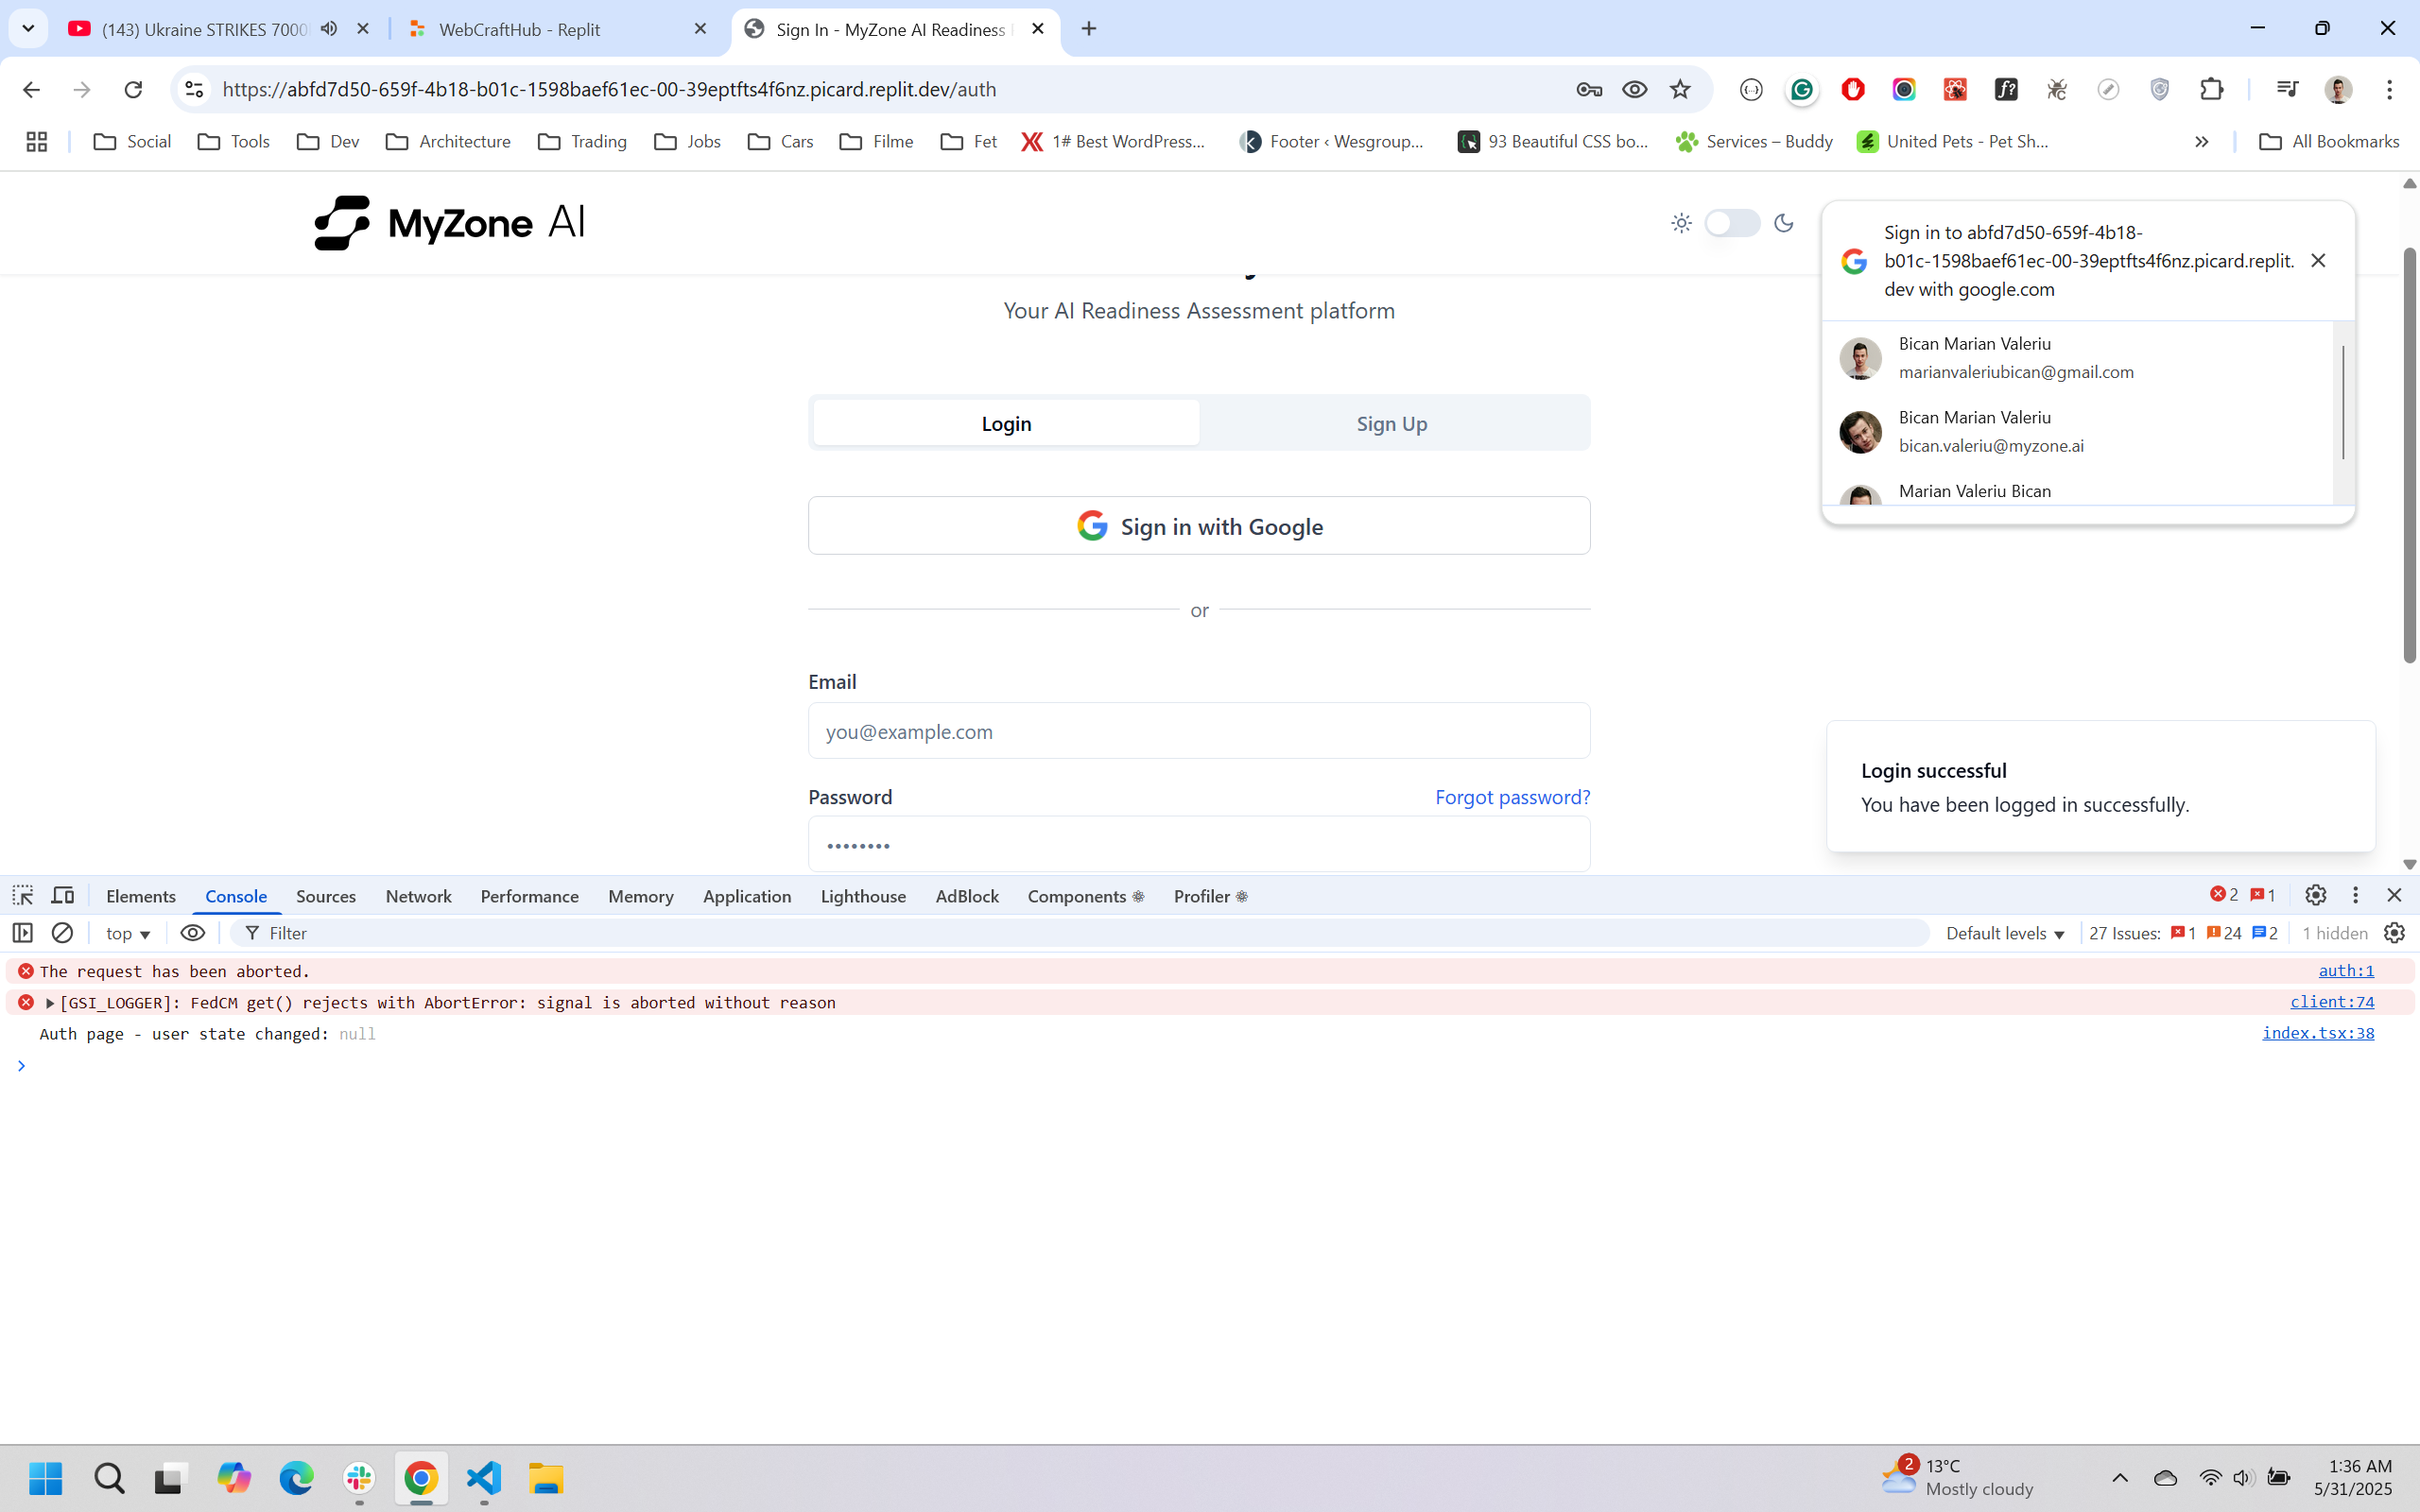 (143) Ukraine STRIKES 7000
WebCraftHub - Replit
Sign In - MyZone AI Readiness
https://abfd7d50-659f-4b18-b01c-1598baef61ec-00-39eptfts4f6nz.picard.replit.dev/auth
Social
Tools
Dev
Architecture
Trading
Jobs
Cars
Filme
Fet
1# Best WordPress...
Footer ‹ Wesgroup...
93 Beautiful CSS bo...
Services – Buddy
United Pets - Pet Sh...
All Bookmarks
MyZone AI
Your AI Readiness Assessment platform
Login
Sign Up
Sign in with Google
or
Email
you@example.com
Password
Forgot password?
Sign in to abfd7d50-659f-4b18-
b01c-1598baef61ec-00-39eptfts4f6nz.picard.replit.
dev with google.com
Bican Marian Valeriu
marianvaleriubican@gmail.com
Bican Marian Valeriu
bican.valeriu@myzone.ai
Marian Valeriu Bican
Login successful
You have been logged in successfully.
Elements
Console
Sources
Network
Performance
Memory
Application
Lighthouse
AdBlock
Components
Profiler
2
1
top
Filter
Default levels
27 Issues: 1 24 2
1 hidden
The request has been aborted.
auth:1
[GSI_LOGGER]: FedCM get() rejects with AbortError: signal is aborted without reason
client:74
Auth page - user state changed: null
index.tsx:38
2
13°C
Mostly cloudy
1:36 AM
5/31/2025